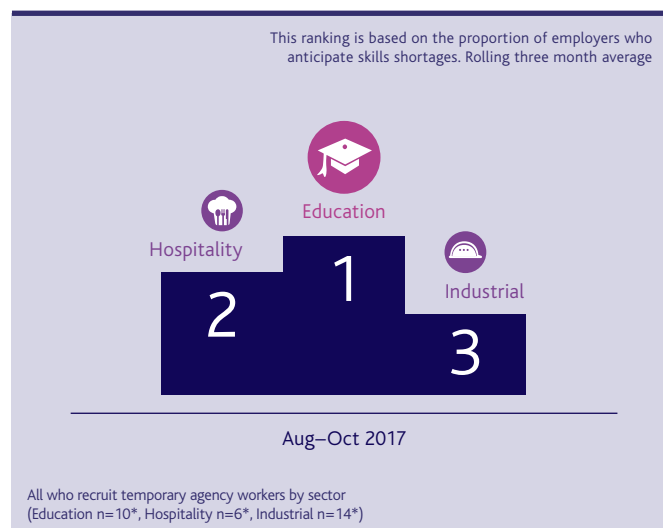 This ranking is based on the proportion of employers who
anticipate skills shortages. Rolling three month average
Education
Hospitality
1
Industrial
2
3
Aug–Oct 2017
All who recruit temporary agency workers by sector
(Education n=10*, Hospitality n=6*, Industrial n=14*)